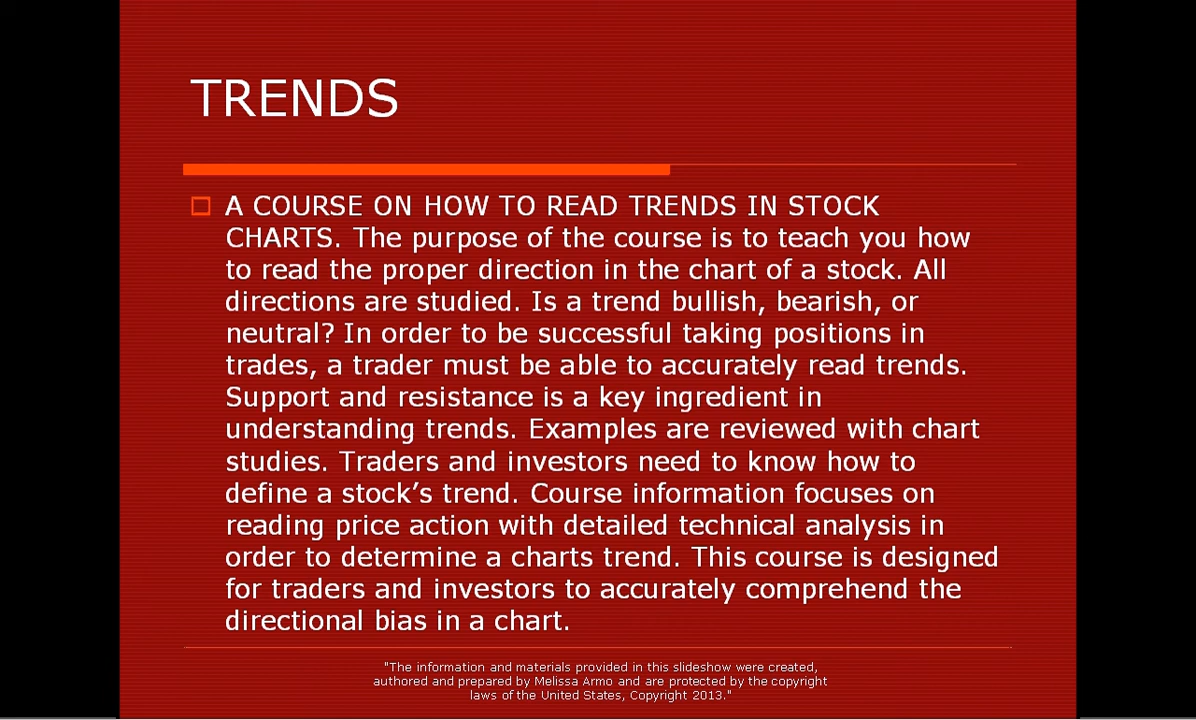 TRENDS
A COURSE ON HOW TO READ TRENDS IN STOCK
CHARTS. The purpose of the course is to teach you how
to read the proper direction in the chart of a stock. All
directions are studied. Is a trend bullish, bearish, or
neutral? In order to be successful taking positions in
trades, a trader must be able to accurately read trends.
Support and resistance is a key ingredient in
understanding trends. Examples are reviewed with chart
studies. Traders and investors need to know how to
define a stock’s trend. Course information focuses on
reading price action with detailed technical analysis in
order to determine a charts trend. This course is designed
for traders and investors to accurately comprehend the
directional bias in a chart.
"The information and materials provided in this slideshow were created,
authored and prepared by Melissa Armo and are protected by the copyright
laws of the United States, Copyright 2013."